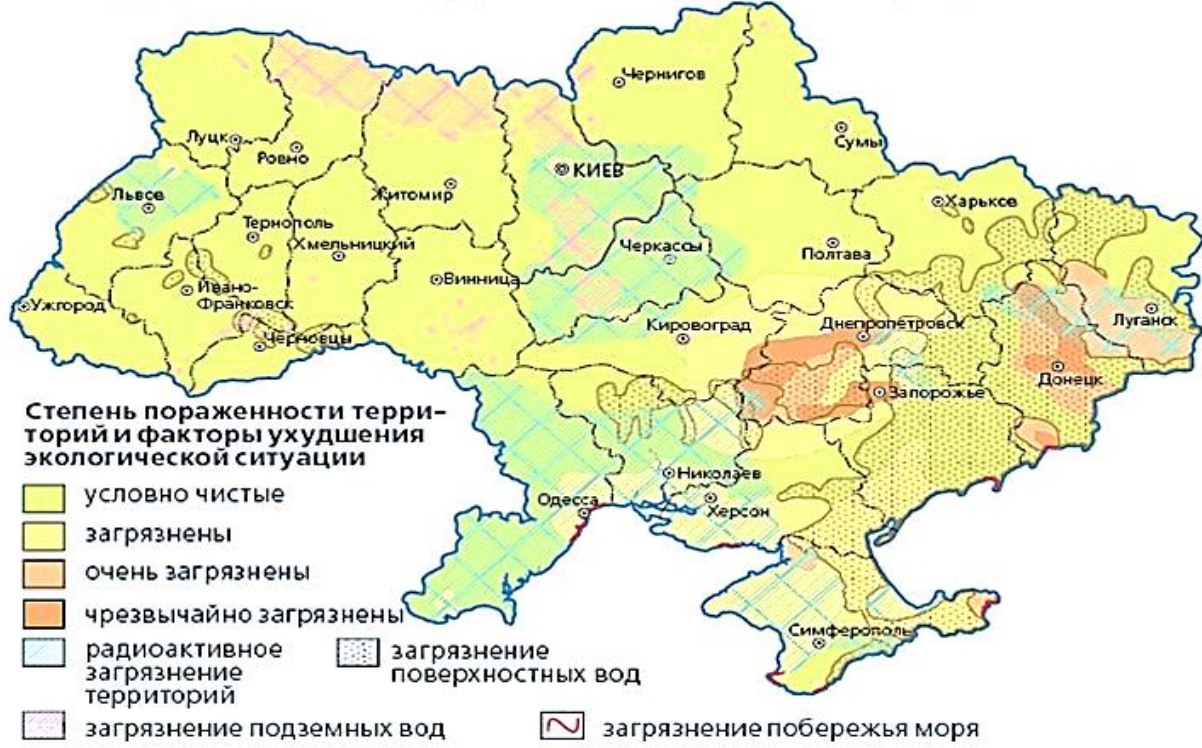 Чернигов
Сумы
Луцк
Ровно
КИЕВ
Житомир
Львов
Харьков
Тернополь
Хмельницкий
Черкассы
Полтава
Винница
Ивано-
Франковск
Ужгород
Кировоград
Днепропетровск
Луганск
Черновцы
Донецк
Запорожье
Степень пораженности терри-
торий и факторы ухудшения
экологической ситуации
Николаев
Одесса
Херсон
условно чистые
загрязнены
очень загрязнены
чрезвычайно загрязнены
Симферополь
радиоактивное
загрязнение
территорий
загрязнение
поверхностных вод
загрязнение подземных вод
загрязнение побережья моря